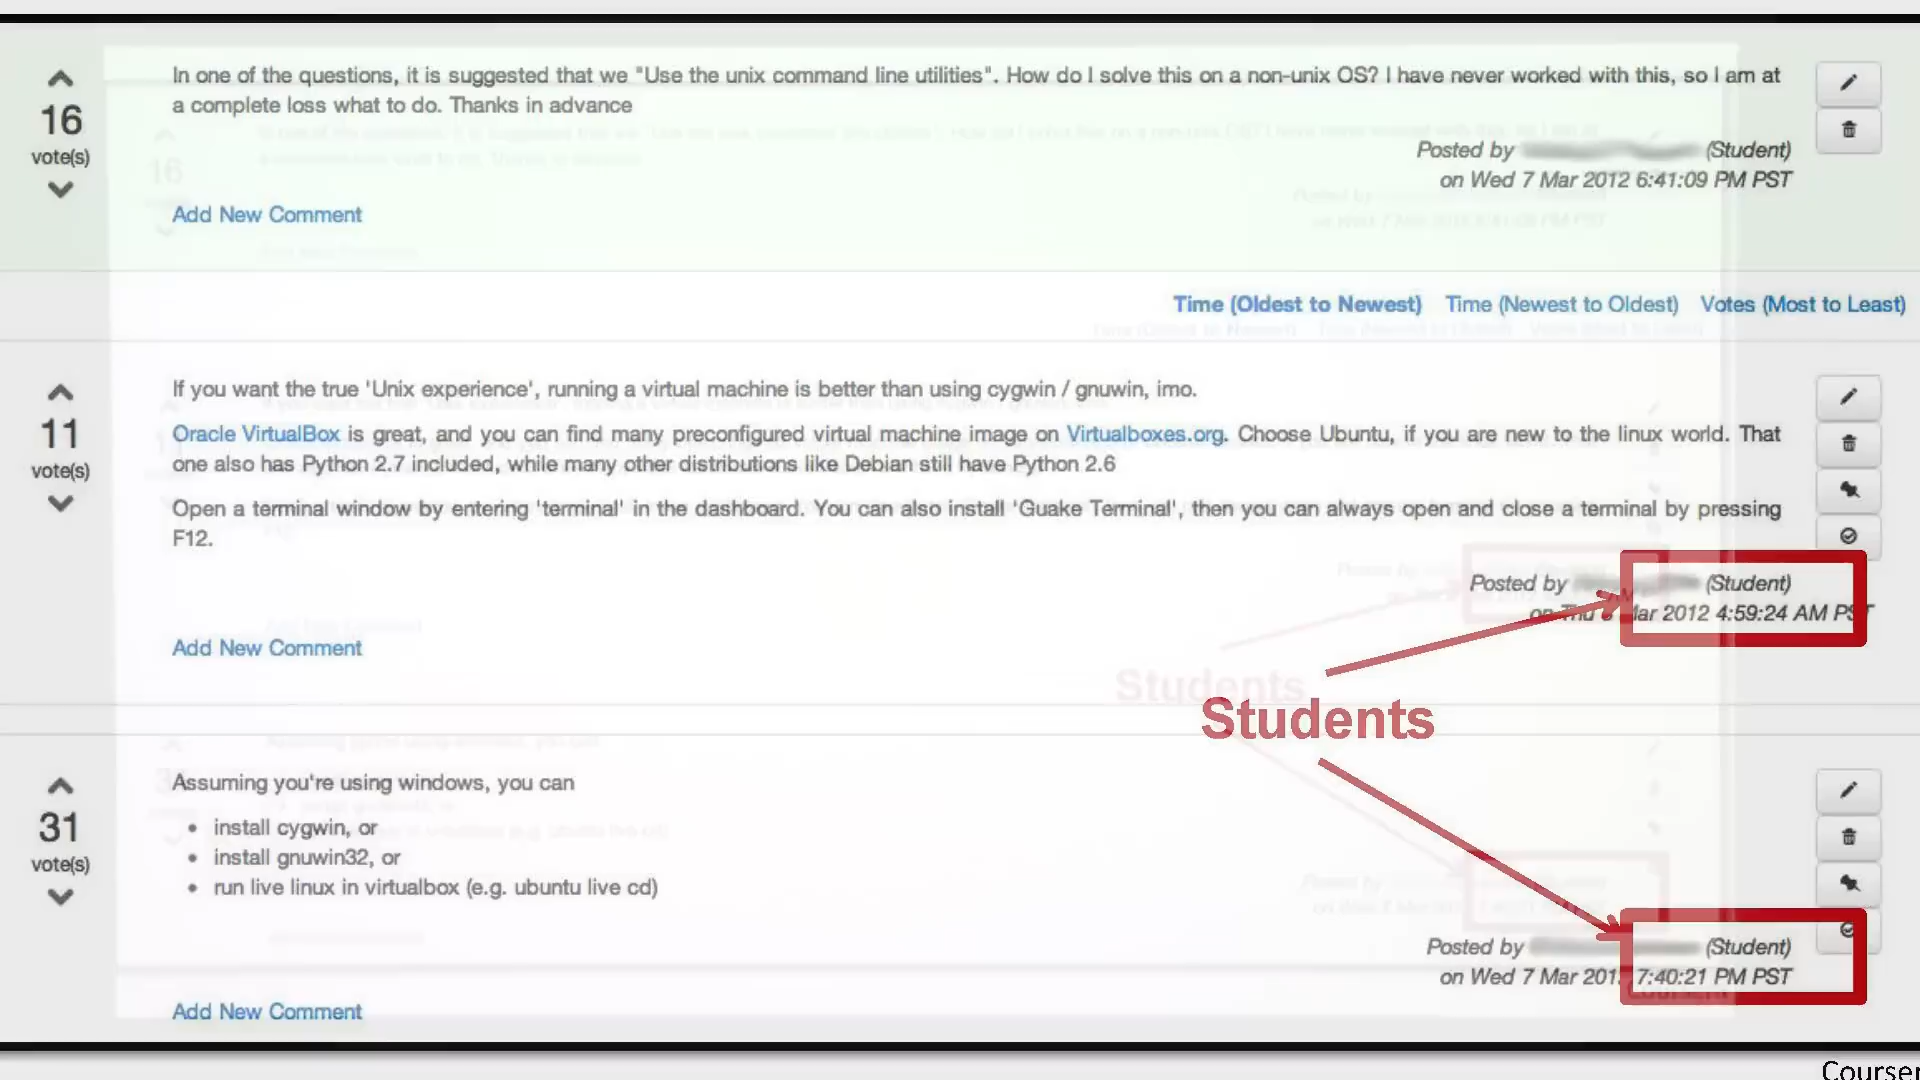 In one of the questions, it is suggested that we "Use the unix command line utilities". How do I solve this on a non-unix OS? I have never worked with this, so I am at
a complete loss what to do. Thanks in advance
16
vote(s)
Posted by (Student)
on Wed 7 Mar 2012 6:41:09 PM PST
Add New Comment
Time (Oldest to Newest) Time (Newest to Oldest) Votes (Most to Least)
If you want the true 'Unix experience', running a virtual machine is better than using cygwin / gnuwin, imo.
11
vote(s)
Oracle VirtualBox is great, and you can find many preconfigured virtual machine image on Virtualboxes.org. Choose Ubuntu, if you are new to the linux world. That
one also has Python 2.7 included, while many other distributions like Debian still have Python 2.6
Open a terminal window by entering 'terminal' in the dashboard. You can also install 'Guake Terminal', then you can always open and close a terminal by pressing
F12.
Posted by (Student)
on Thu Mar 2012 4:59:24 AM PST
Add New Comment
Students
Assuming you're using windows, you can
31
vote(s)
• install cygwin, or
• install gnuwin32, or
• run live linux in virtualbox (e.g. ubuntu live cd)
Posted by (Student)
on Wed 7 Mar 7:40:21 PM PST
Add New Comment